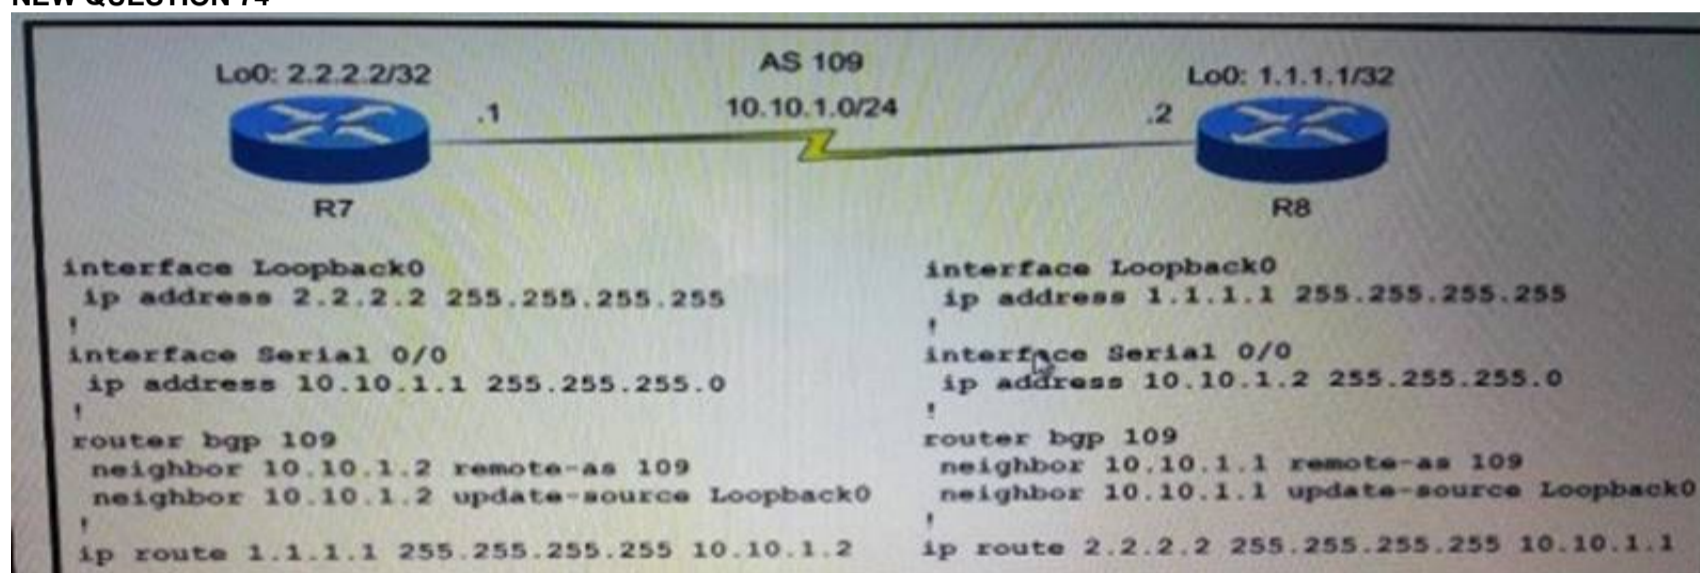 NEW QUESTION 74
AS 109
Lo0: 2.2.2.2/32
Lo0: 1.1.1.1/32
10.10.1.0/24
.1
.2
R7
R8
interface Loopback0
ip address 2.2.2.2 255.255.255.255
!
interface Serial 0/0
ip address 10.10.1.1 255.255.255.0
!
router bgp 109
neighbor 10.10.1.2 remote-as 109
neighbor 10.10.1.2 update-source Loopback0
!
ip route 1.1.1.1 255.255.255.255 10.10.1.2
interface Loopback0
ip address 1.1.1.1 255.255.255.255
!
interface Serial 0/0
ip address 10.10.1.2 255.255.255.0
!
router bgp 109
neighbor 10.10.1.1 remote-as 109
neighbor 10.10.1.1 update-source Loopback0
!
ip route 2.2.2.2 255.255.255.255 10.10.1.1